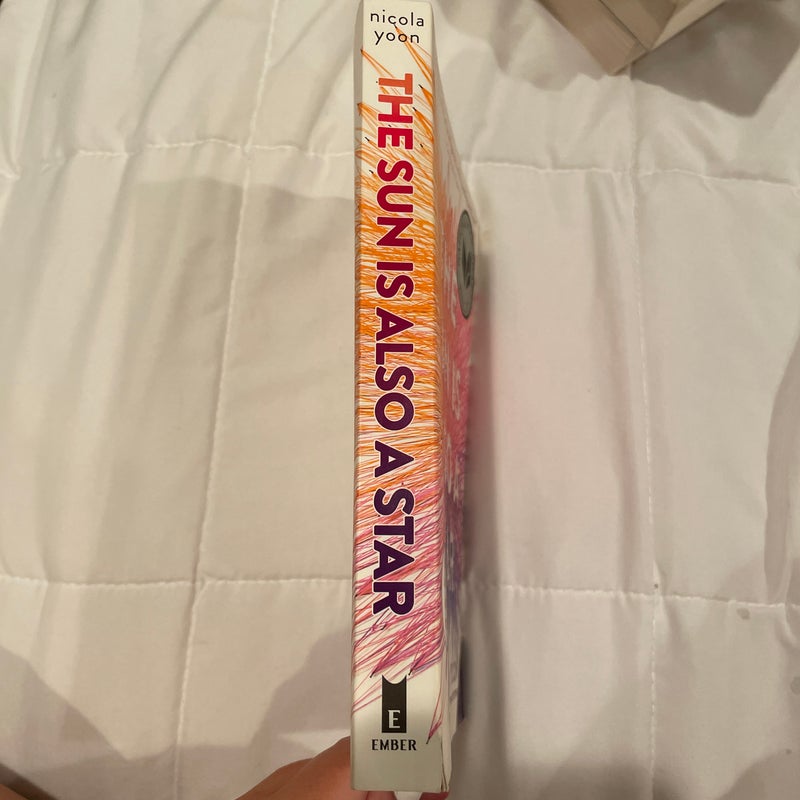 nicola
yoon
THE SUN IS ALSO A STAR
E
EMBER